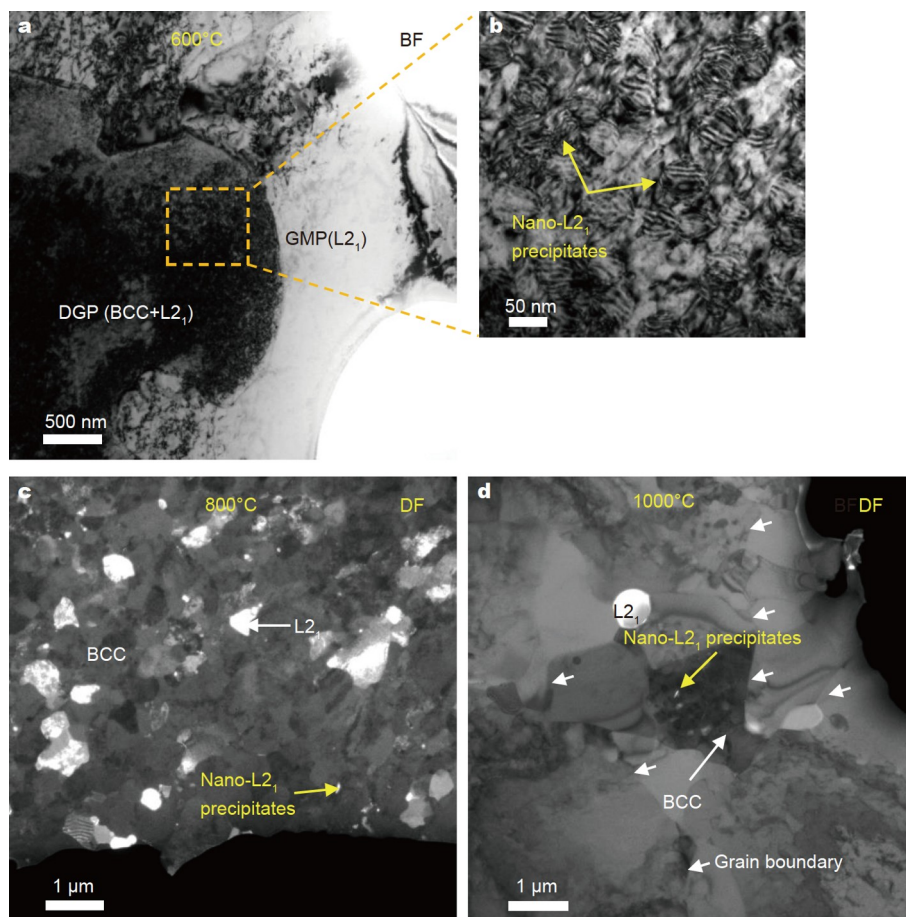 a
600°C
BF
GMP(L2₁)
DGP (BCC+L2₁)
500 nm
b
Nano-L2₁
precipitates
50 nm
c
800°C
DF
L2₁
BCC
Nano-L2₁
precipitates
1 μm
d
1000°C
BFDF
L2₁
Nano-L2₁ precipitates
BCC
Grain boundary
1 μm